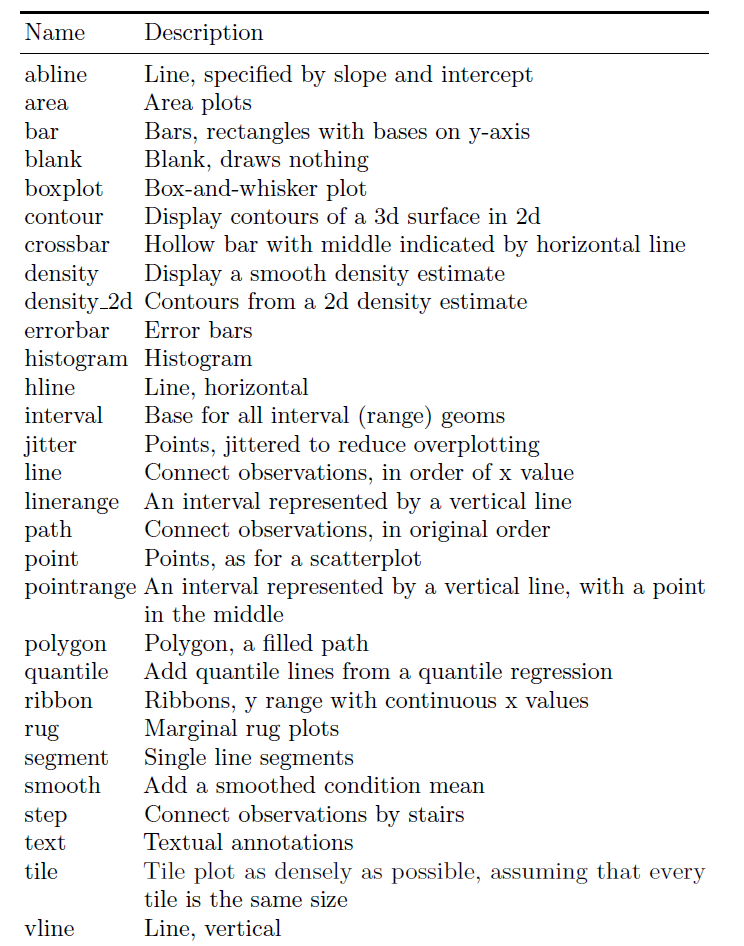 Name Description
abline Line, specified by slope and intercept
area Area plots
bar Bars, rectangles with bases on y-axis
blank Blank, draws nothing
boxplot Box-and-whisker plot
contour Display contours of a 3d surface in 2d
crossbar Hollow bar with middle indicated by horizontal line
density Display a smooth density estimate
density_2d Contours from a 2d density estimate
errorbar Error bars
histogram Histogram
hline Line, horizontal
interval Base for all interval (range) geoms
jitter Points, jittered to reduce overplotting
line Connect observations, in order of x value
linerange An interval represented by a vertical line
path Connect observations, in original order
point Points, as for a scatterplot
pointrange An interval represented by a vertical line, with a point
in the middle
polygon Polygon, a filled path
quantile Add quantile lines from a quantile regression
ribbon Ribbons, y range with continuous x values
rug Marginal rug plots
segment Single line segments
smooth Add a smoothed condition mean
step Connect observations by stairs
text Textual annotations
tile Tile plot as densely as possible, assuming that every
tile is the same size
vline Line, vertical